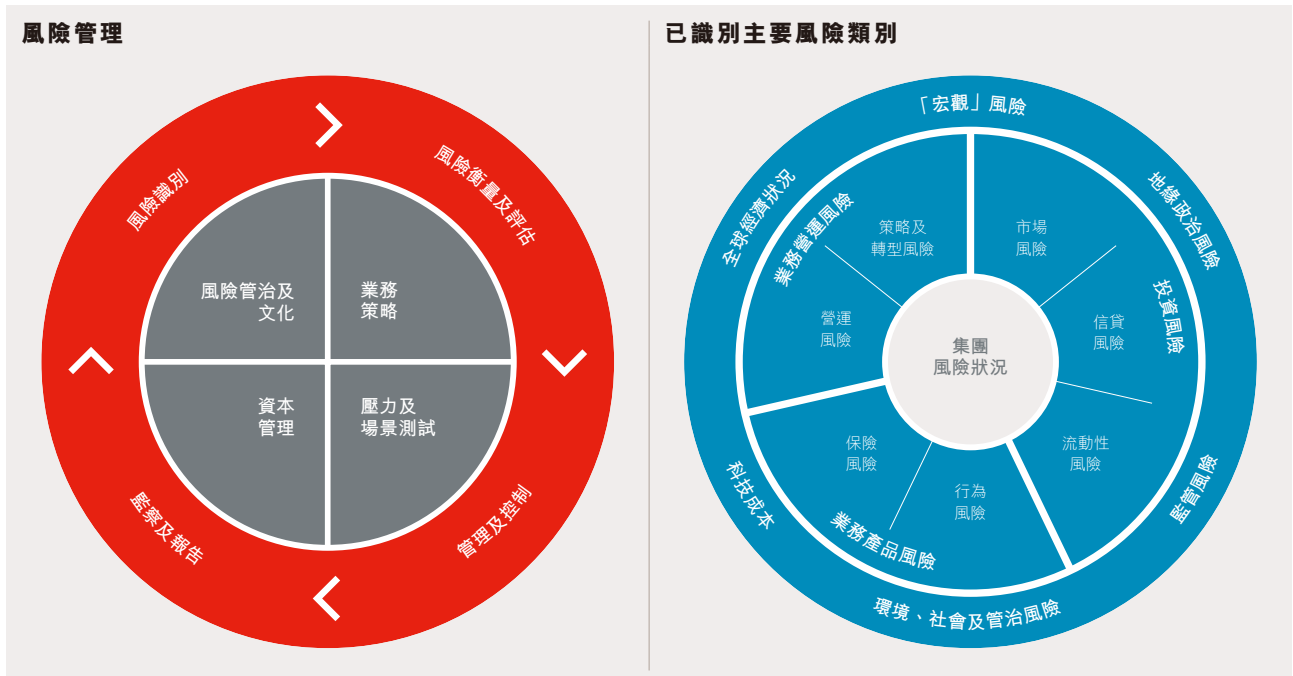 風險管理
風險識別
風險衡量及評估
管理及控制
監察及報告
風險管治及
文化
業務
策略
資本
管理
壓力及
場景測試
已識別主要風險類別
「宏觀」風險
地緣政治風險
監管風險
環境、社會及管治風險
科技成本
全球經濟狀況
業務營運風險
策略及
轉型風險
營運
風險
投資風險
市場
風險
信貸
風險
流動性
風險
業務產品風險
保險
風險
行為
風險
集團
風險狀況